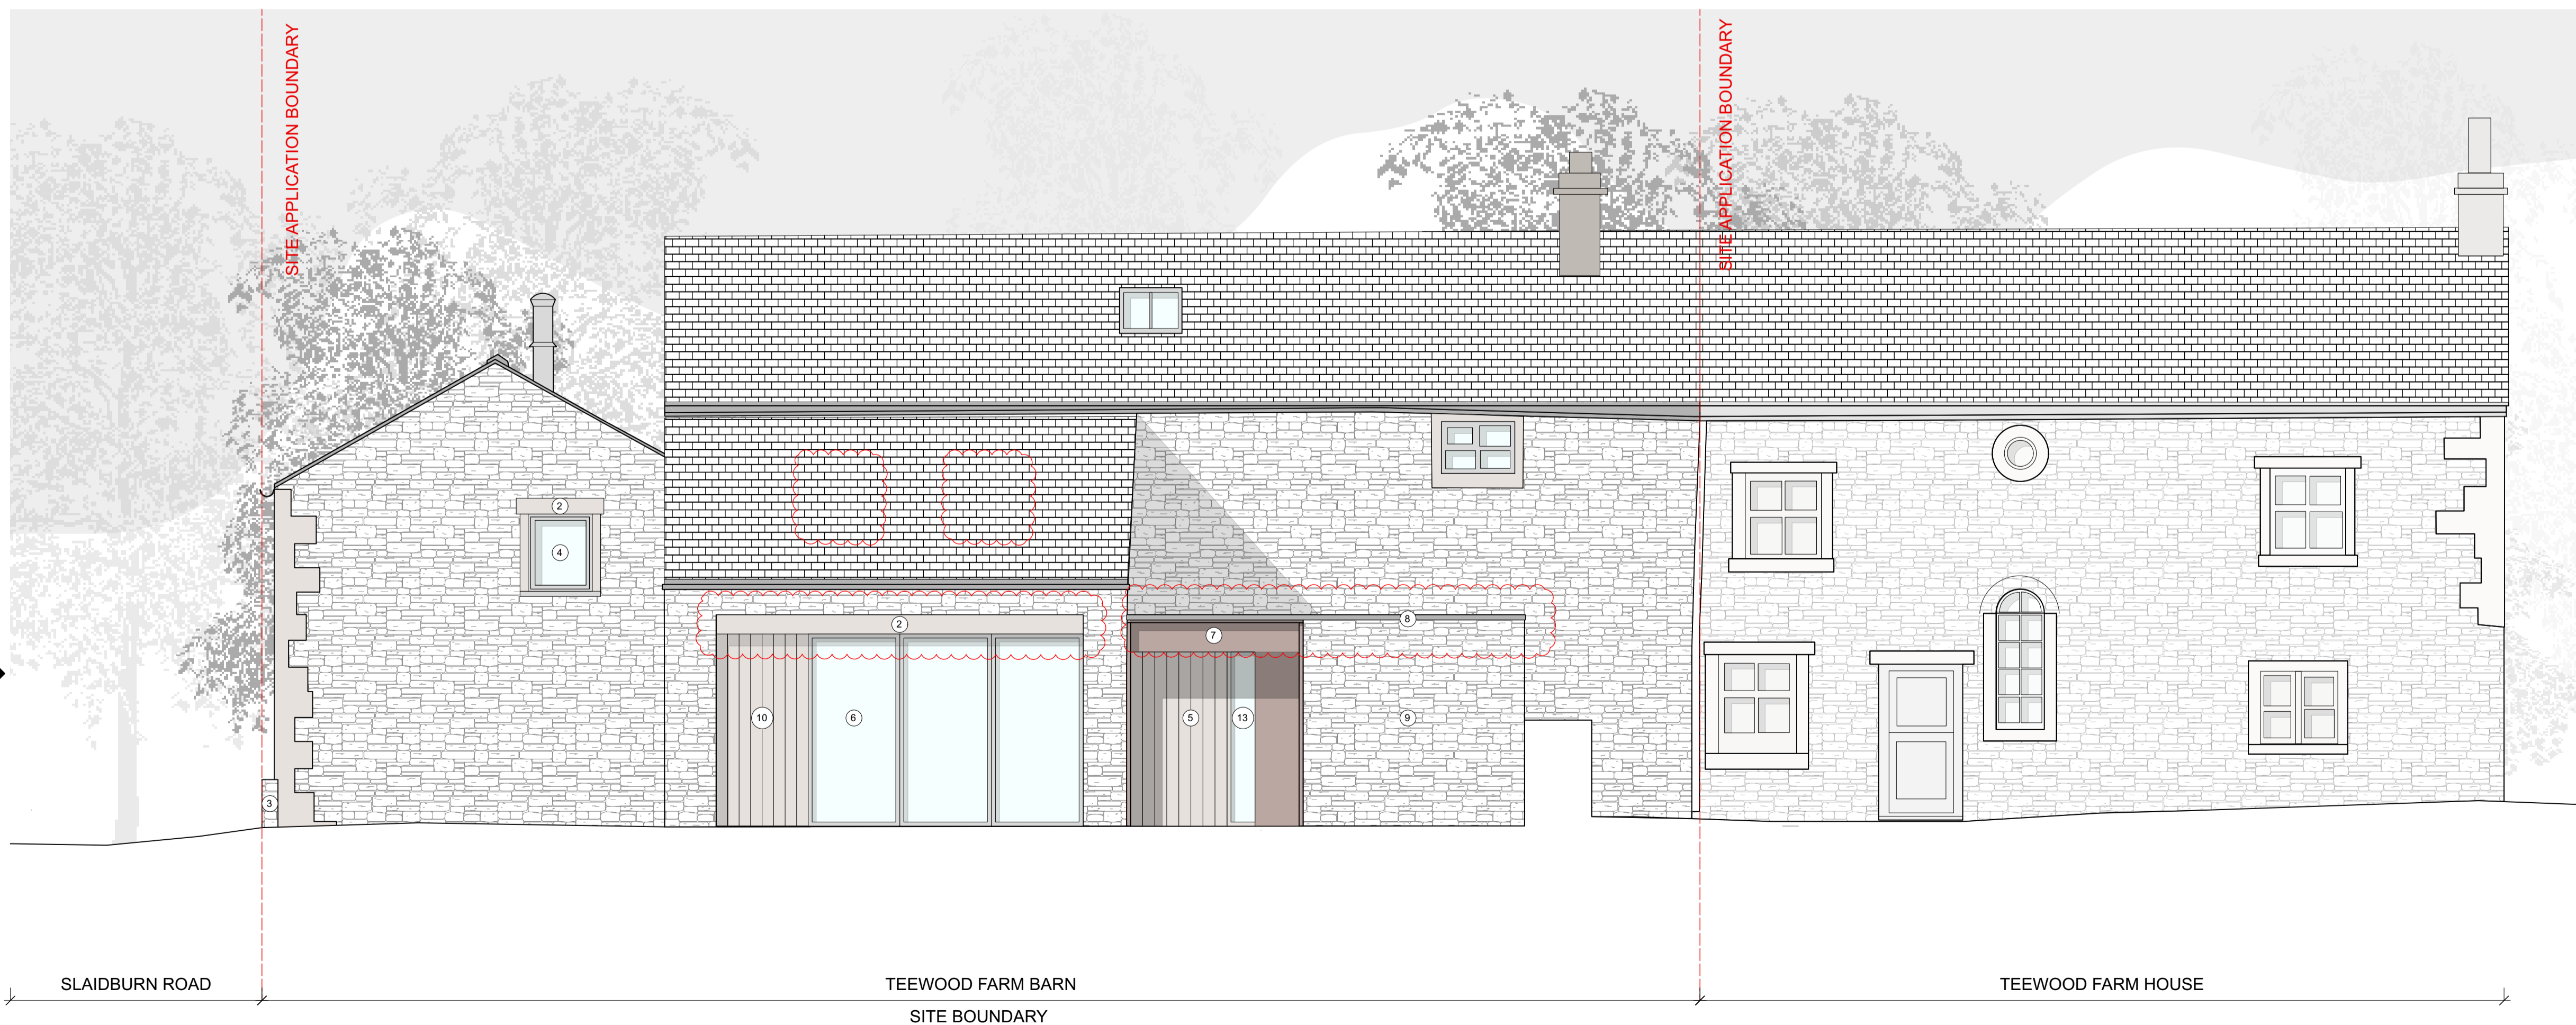 SITE APPLICATION BOUNDARY
SITE APPLICATION BOUNDARY
2
4
2
8
7
10
6
5
13
9
3
SLAIDBURN ROAD
TEEWOOD FARM BARN
TEEWOOD FARM HOUSE
SITE BOUNDARY